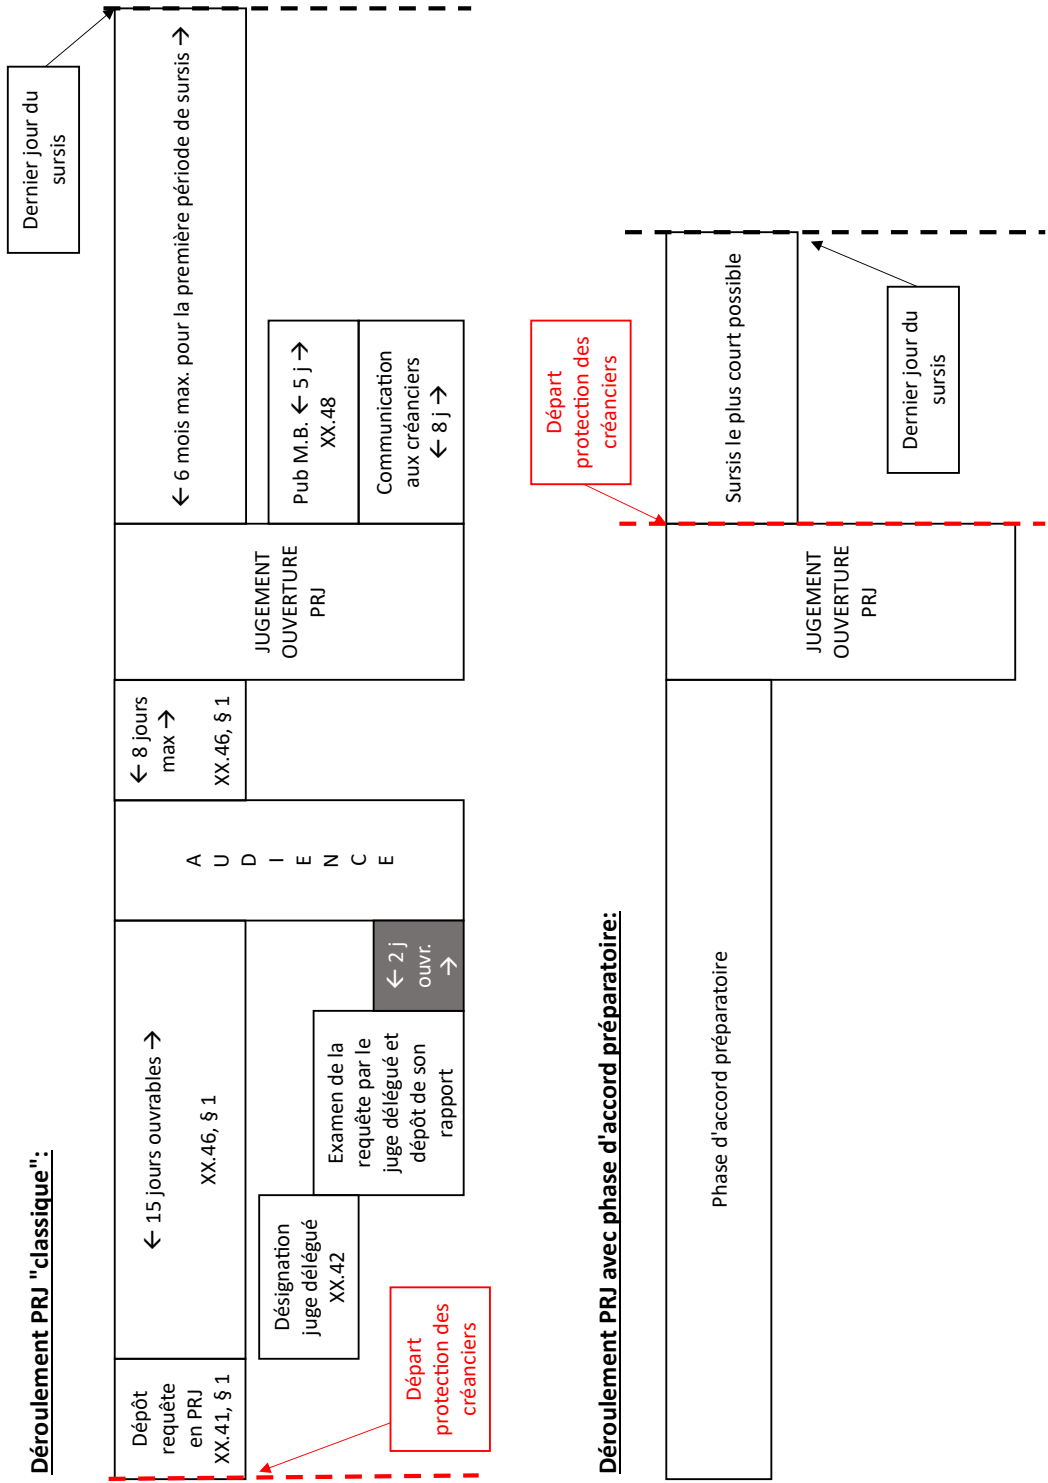 Déroulement PRJ "classique":
Dépôt
requête
en PRJ
XX.41, § 1
← 15 jours ouvrables →
XX.46, § 1
Désignation
juge délégué
XX.42
Examen de la
requête par le
juge délégué et
dépôt de son
rapport
← 2 j
ouvr.
→
A
U
D
I
E
N
C
E
← 8 jours
max →
XX.46, § 1
JUGEMENT
OUVERTURE
PRJ
← 6 mois max. pour la première période de sursis →
Pub M.B. ← 5 j →
XX.48
Communication
aux créanciers
← 8 j →
Dernier jour du
sursis
Départ
protection des
créanciers
Déroulement PRJ avec phase d'accord préparatoire:
Phase d'accord préparatoire
JUGEMENT
OUVERTURE
PRJ
Départ
protection des
créanciers
Sursis le plus court possible
Dernier jour du
sursis